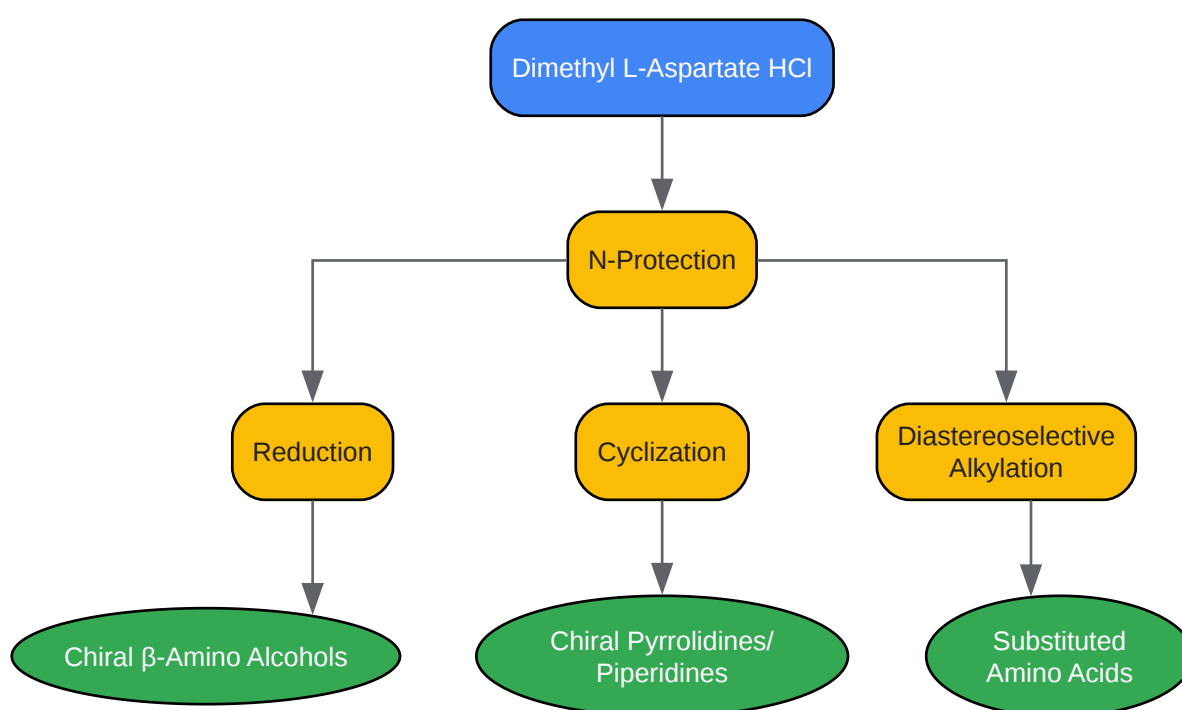 Dimethyl L-Aspartate HCl
N-Protection
Reduction
Cyclization
Diastereoselective
Alkylation
Chiral β-Amino Alcohols
Chiral Pyrrolidines/
Piperidines
Substituted
Amino Acids